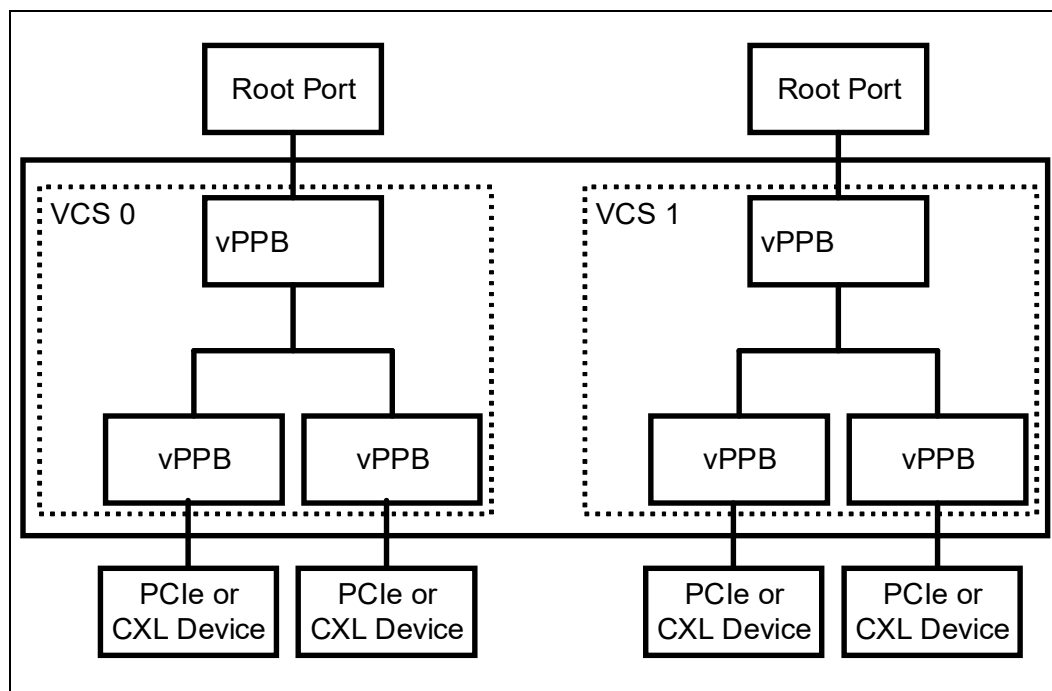 Root Port
Root Port
VCS 0
vPPB
VCS 1
vPPB
vPPB
vPPB
vPPB
vPPB
PCIe or
CXL Device
PCIe or
CXL Device
PCIe or
CXL Device
PCIe or
CXL Device